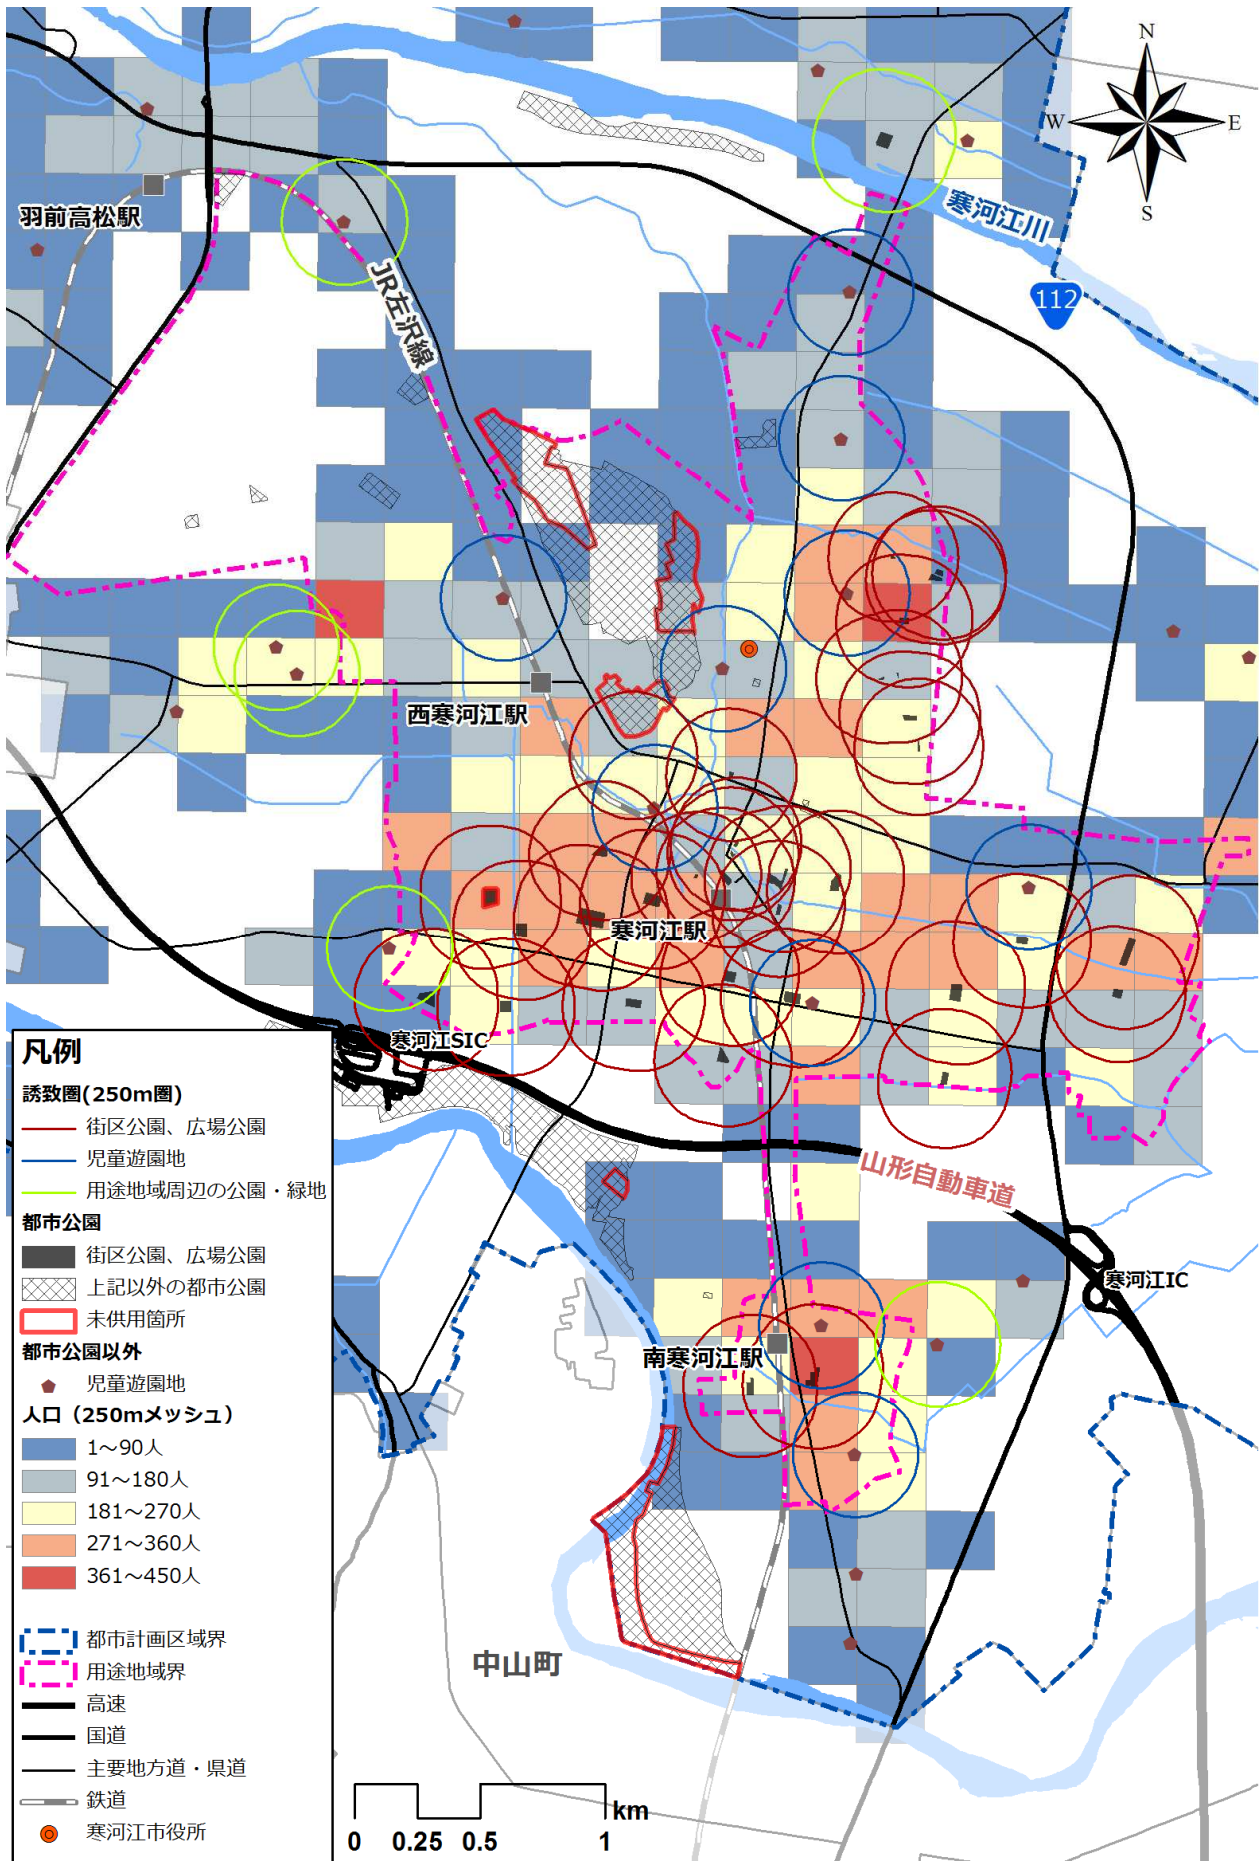 N
W
E
S
羽前高松駅
寒河江川
JR左沢線
112
西寒河江駅
寒河江駅
寒河江SIC
山形自動車道
寒河江IC
南寒河江駅
中山町
凡例
誘致圏(250m圏)
街区公園、広場公園
児童遊園地
用途地域周辺の公園・緑地
都市公園
街区公園、広場公園
上記以外の都市公園
未供用箇所
都市公園以外
児童遊園地
人口（250mメッシュ）
1～90人
91～180人
181～270人
271～360人
361～450人
都市計画区域界
用途地域界
高速
国道
主要地方道・県道
鉄道
寒河江市役所
km
0 0.25 0.5 1